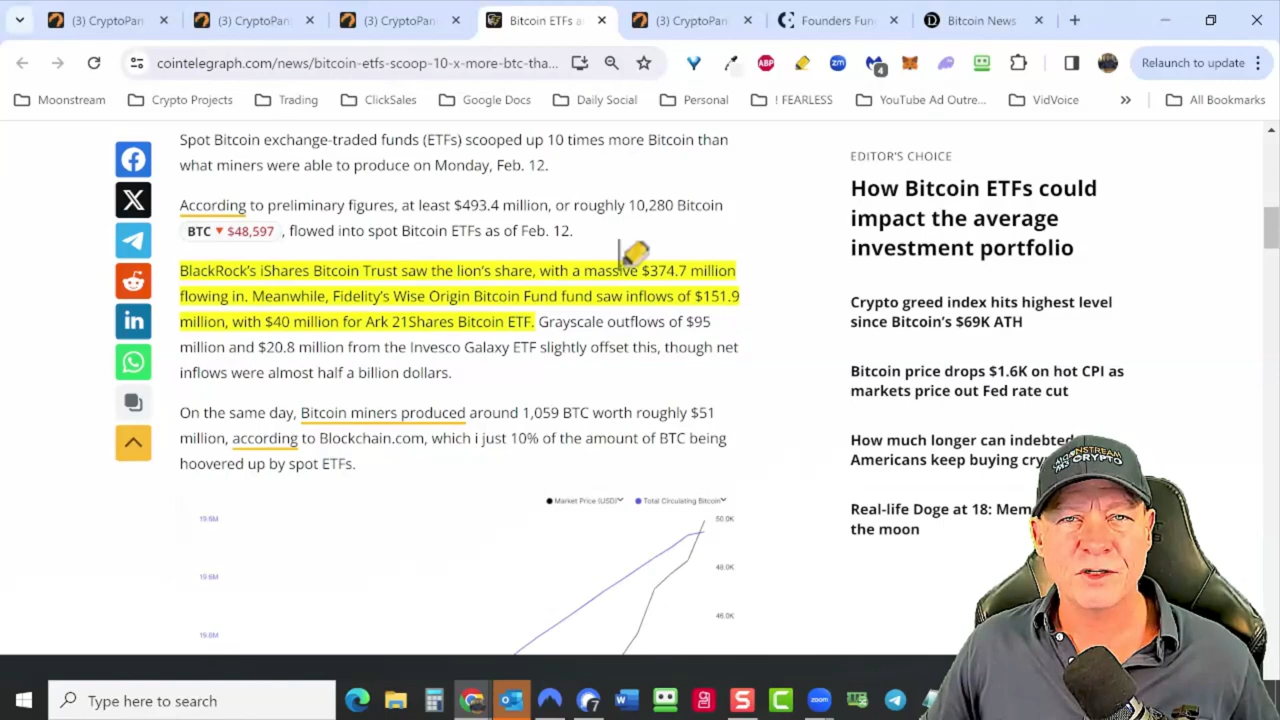 (3) CryptoPan
(3) CryptoPan
(3) CryptoPan
Bitcoin ETFs a
(3) CryptoPan
Founders Fun
Bitcoin News
cointelegraph.com/news/bitcoin-etfs-scoop-10-x-more-btc-tha...
ABP
zm
4
Relaunch to update
Moonstream
Crypto Projects
Trading
ClickSales
Google Docs
Daily Social
Personal
! FEARLESS
YouTube Ad Outre...
VidVoice
All Bookmarks
Spot Bitcoin exchange-traded funds (ETFs) scooped up 10 times more Bitcoin than
what miners were able to produce on Monday, Feb. 12.
According to preliminary figures, at least $493.4 million, or roughly 10,280 Bitcoin
BTC ▼ $48,597 , flowed into spot Bitcoin ETFs as of Feb. 12.
BlackRock's iShares Bitcoin Trust saw the lion's share, with a massive $374.7 million
flowing in. Meanwhile, Fidelity's Wise Origin Bitcoin Fund fund saw inflows of $151.9
million, with $40 million for Ark 21Shares Bitcoin ETF. Grayscale outflows of $95
million and $20.8 million from the Invesco Galaxy ETF slightly offset this, though net
inflows were almost half a billion dollars.
On the same day, Bitcoin miners produced around 1,059 BTC worth roughly $51
million, according to Blockchain.com, which i just 10% of the amount of BTC being
hoovered up by spot ETFs.
Market Price (USD)
Total Circulating Bitcoin
19.6M
50.0K
19.6M
48.0K
46.0K
19.6M
EDITOR'S CHOICE
How Bitcoin ETFs could
impact the average
investment portfolio
Crypto greed index hits highest level
since Bitcoin's $69K ATH
Bitcoin price drops $1.6K on hot CPI as
markets price out Fed rate cut
How much longer can indebted
Americans keep buying cry
Real-life Doge at 18: Mem
the moon
CRYPTO
Type here to search
zoom